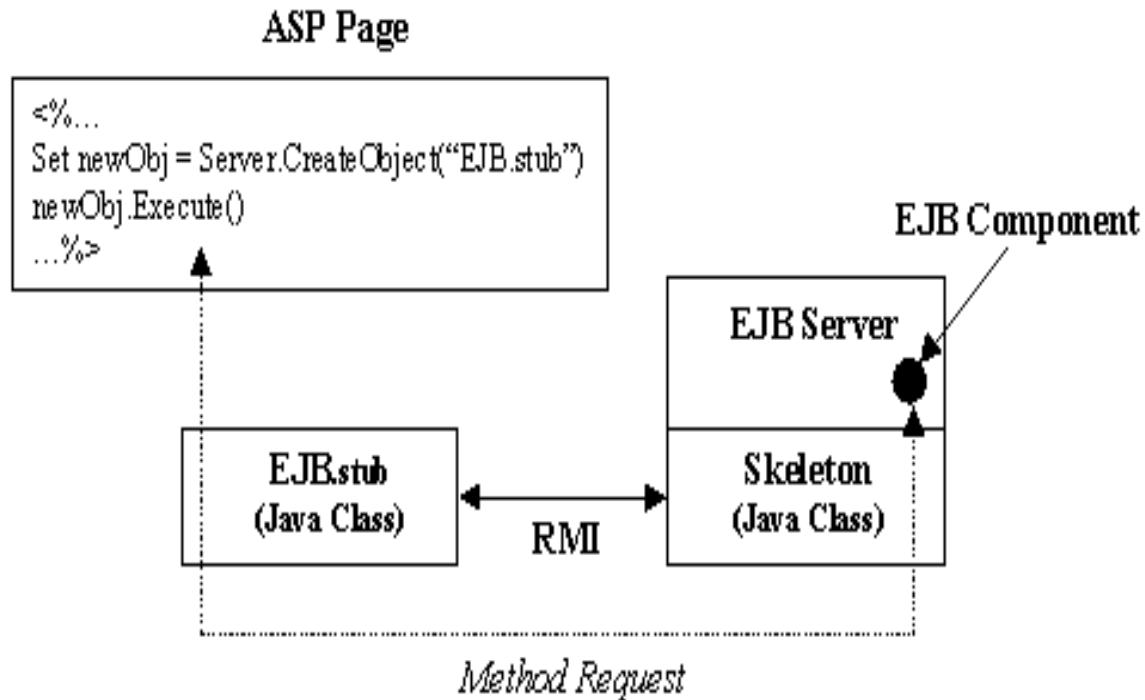 ASP Page
<%...
Set newObj = Server.CreateObject(“EJB.stub”)
newObj.Execute()
...%>
EJB Component
EJB Server
EJB.stub
(Java Class)
RMI
Skeleton
(Java Class)
Method Request